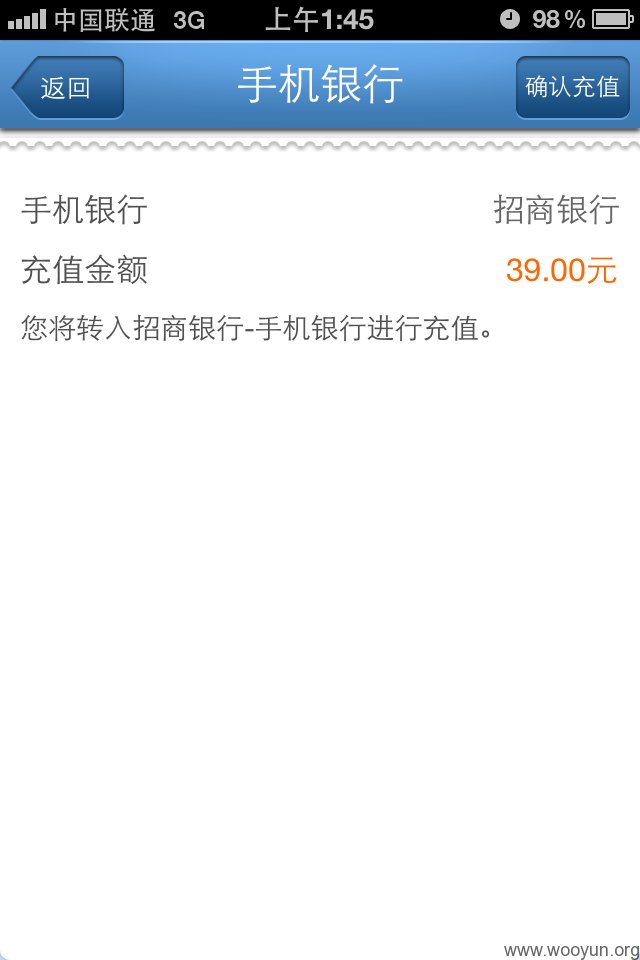 中国联通 3G 上午1:45 98%
返回 手机银行 确认充值
手机银行 招商银行
充值金额 39.00元
您将转入招商银行-手机银行进行充值。
www.wooyun.org